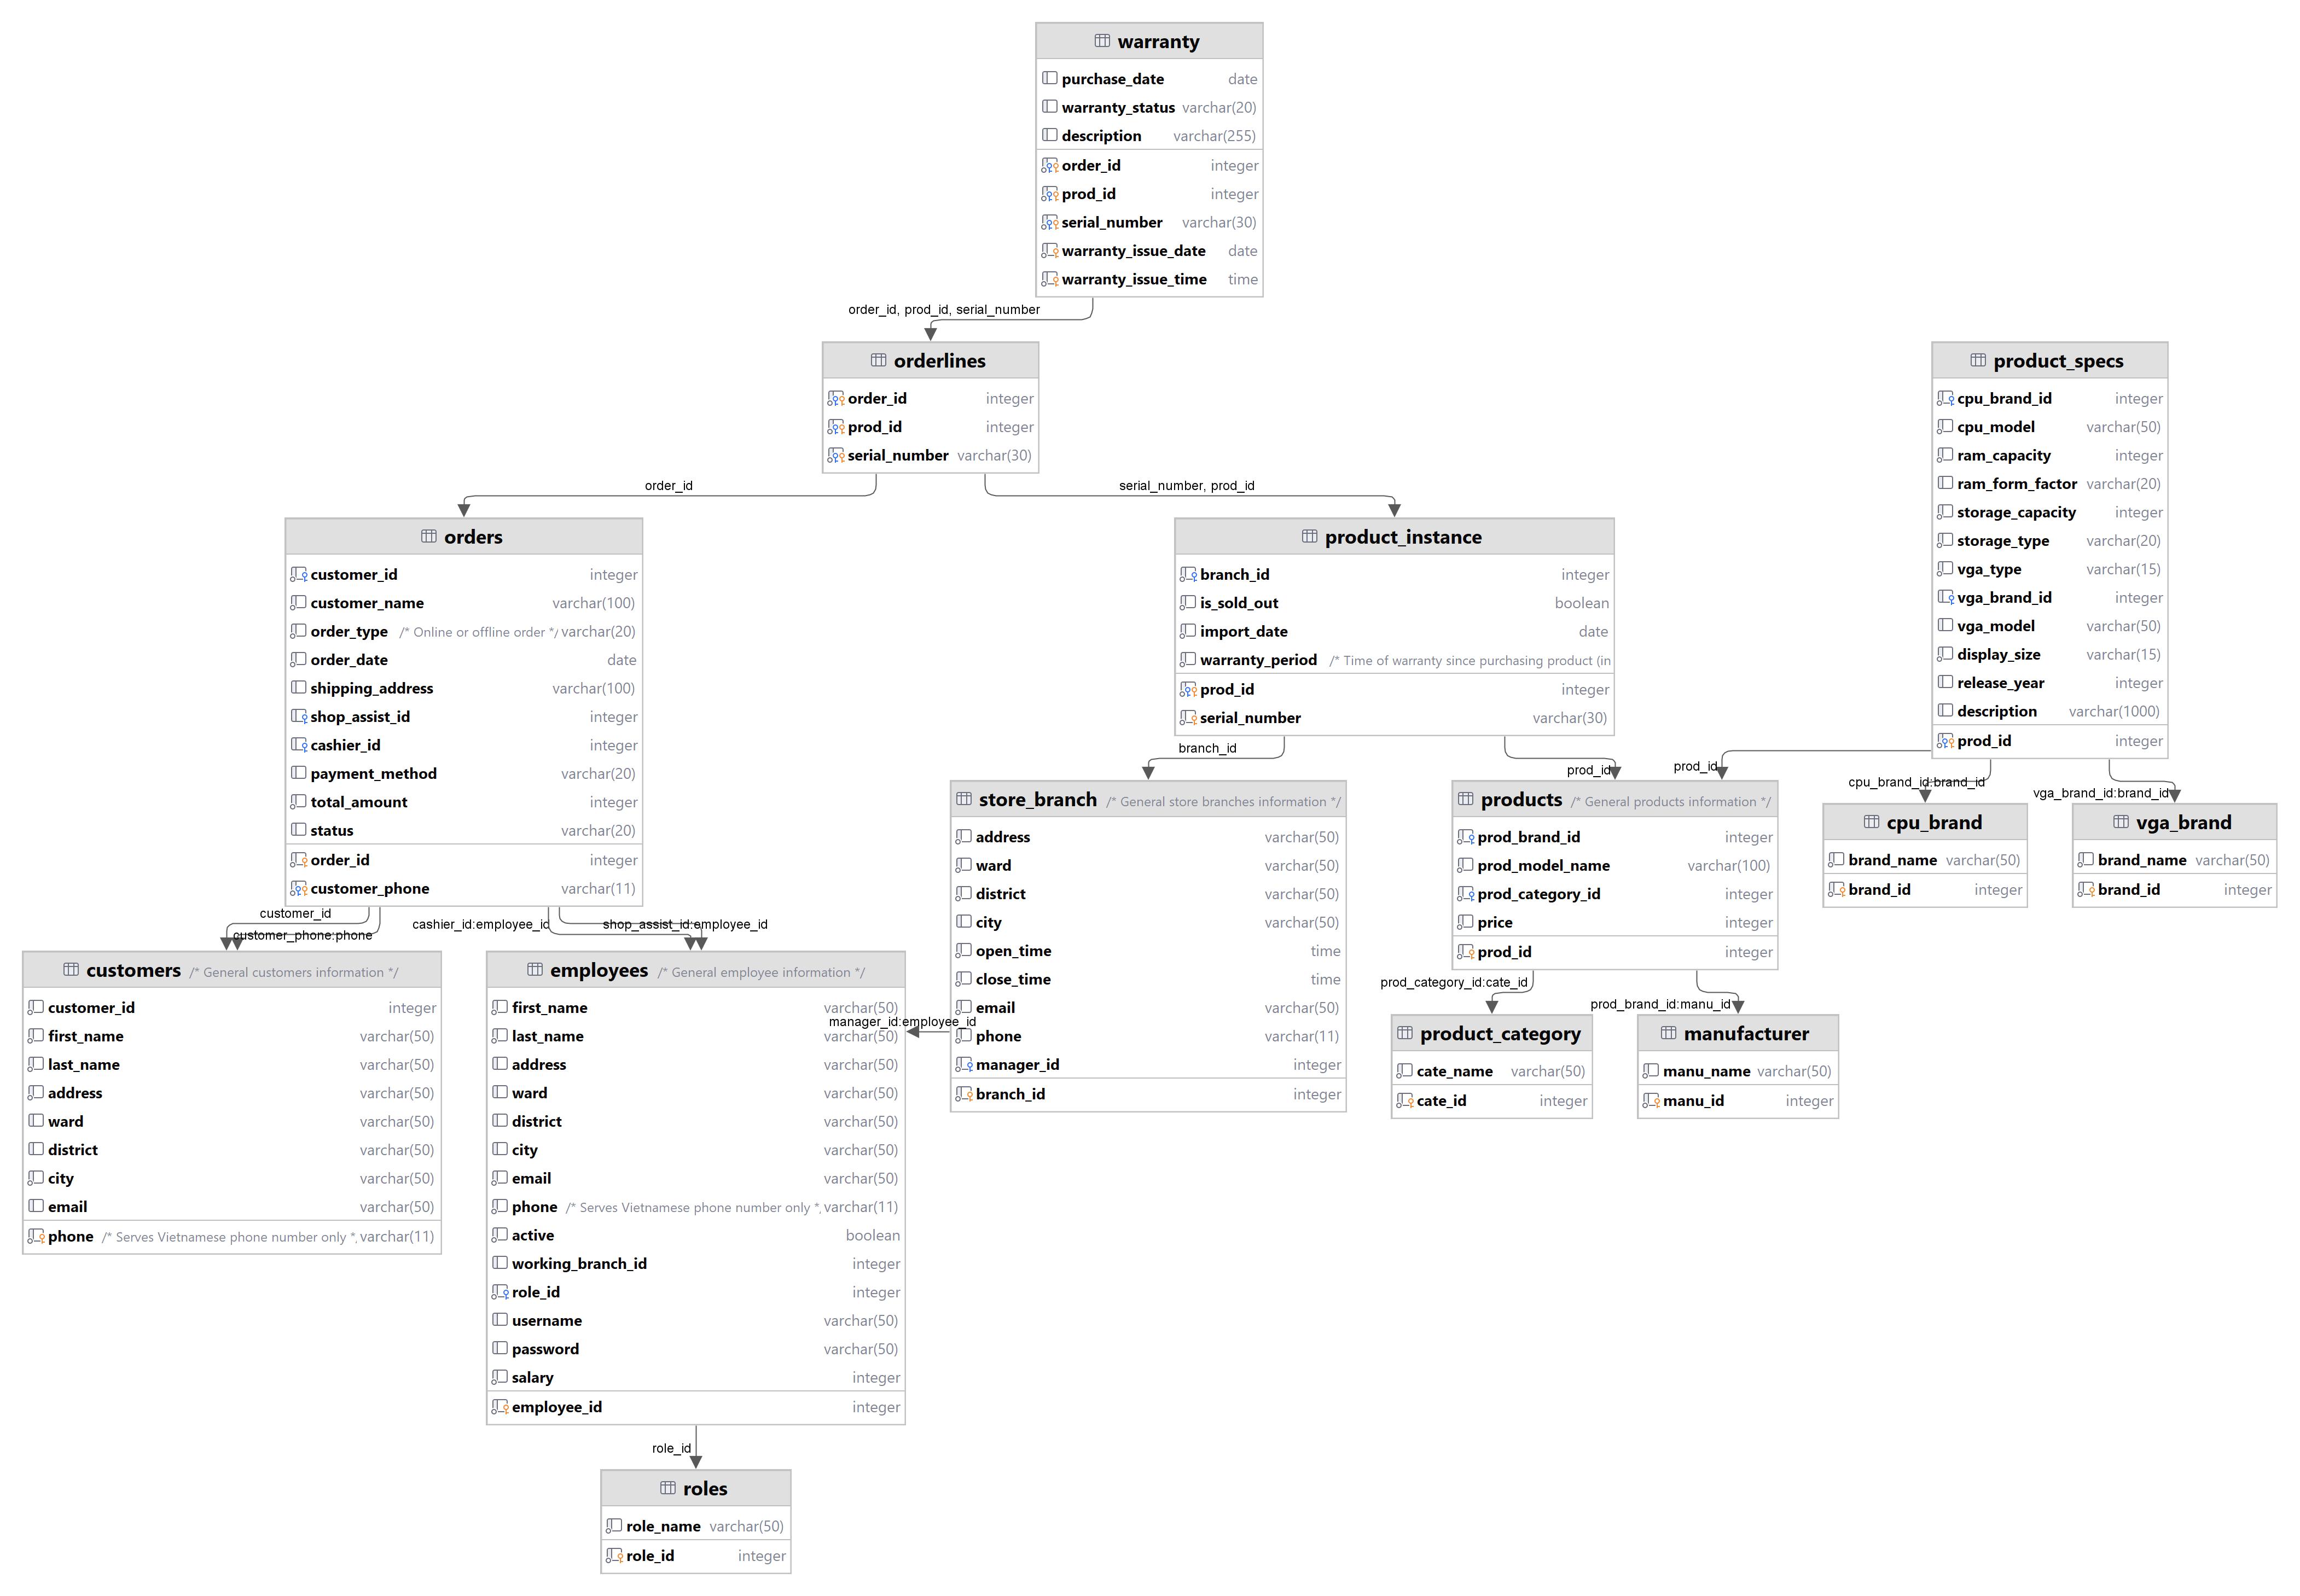 warranty
purchase_date date
warranty_status varchar(20)
description varchar(255)
order_id integer
prod_id integer
serial_number varchar(30)
warranty_issue_date date
warranty_issue_time time
order_id, prod_id, serial_number
orderlines
order_id integer
prod_id integer
serial_number varchar(30)
order_id
serial_number, prod_id
product_specs
cpu_brand_id integer
cpu_model varchar(50)
ram_capacity integer
ram_form_factor varchar(20)
storage_capacity integer
storage_type varchar(20)
vga_type varchar(15)
vga_brand_id integer
vga_model varchar(50)
display_size varchar(15)
release_year integer
description varchar(1000)
prod_id integer
orders
customer_id integer
customer_name varchar(100)
order_type /* Online or offline order */ varchar(20)
order_date date
shipping_address varchar(100)
shop_assist_id integer
cashier_id integer
payment_method varchar(20)
total_amount integer
status varchar(20)
order_id integer
customer_phone varchar(11)
product_instance
branch_id integer
is_sold_out boolean
import_date date
warranty_period /* Time of warranty since purchasing product (in
prod_id integer
serial_number varchar(30)
branch_id
prod_id
prod_id
cpu_brand_id:brand_id
vga_brand_id:brand_id
store_branch /* General store branches information */
address varchar(50)
ward varchar(50)
district varchar(50)
city varchar(50)
open_time time
close_time time
email varchar(50)
phone varchar(11)
manager_id integer
branch_id integer
products /* General products information */
prod_brand_id integer
prod_model_name varchar(100)
prod_category_id integer
price integer
prod_id integer
cpu_brand
brand_name varchar(50)
brand_id integer
vga_brand
brand_name varchar(50)
brand_id integer
customer_id
customer_phone:phone
cashier_id:employee_id
shop_assist_id:employee_id
manager_id:employee_id
prod_category_id:cate_id
prod_brand_id:manu_id
customers /* General customers information */
customer_id integer
first_name varchar(50)
last_name varchar(50)
address varchar(50)
ward varchar(50)
district varchar(50)
city varchar(50)
email varchar(50)
phone /* Serves Vietnamese phone number only */ varchar(11)
employees /* General employee information */
first_name varchar(50)
last_name varchar(50)
address varchar(50)
ward varchar(50)
district varchar(50)
city varchar(50)
email varchar(50)
phone /* Serves Vietnamese phone number only */ varchar(11)
active boolean
working_branch_id integer
role_id integer
username varchar(50)
password varchar(50)
salary integer
employee_id integer
product_category
cate_name varchar(50)
cate_id integer
manufacturer
manu_name varchar(50)
manu_id integer
role_id
roles
role_name varchar(50)
role_id integer